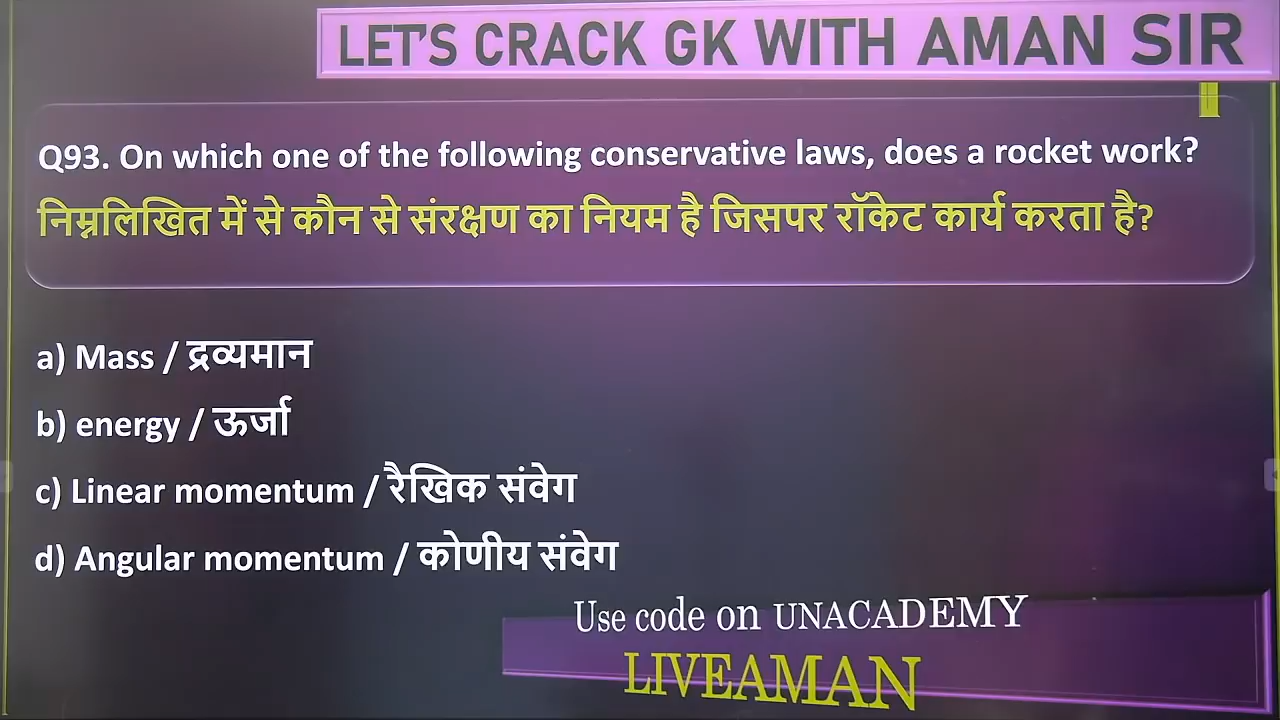 LET'S CRACK GK WITH AMAN SIR
Q93. On which one of the following conservative laws, does a rocket work?
निम्नलिखित में से कौन से संरक्षण का नियम है जिसपर रॉकेट कार्य करता है?
a) Mass / द्रव्यमान
b) energy / ऊर्जा
c) Linear momentum / रैखिक संवेग
d) Angular momentum / कोणीय संवेग
Use code on UNACADEMY
LIVEAMAN